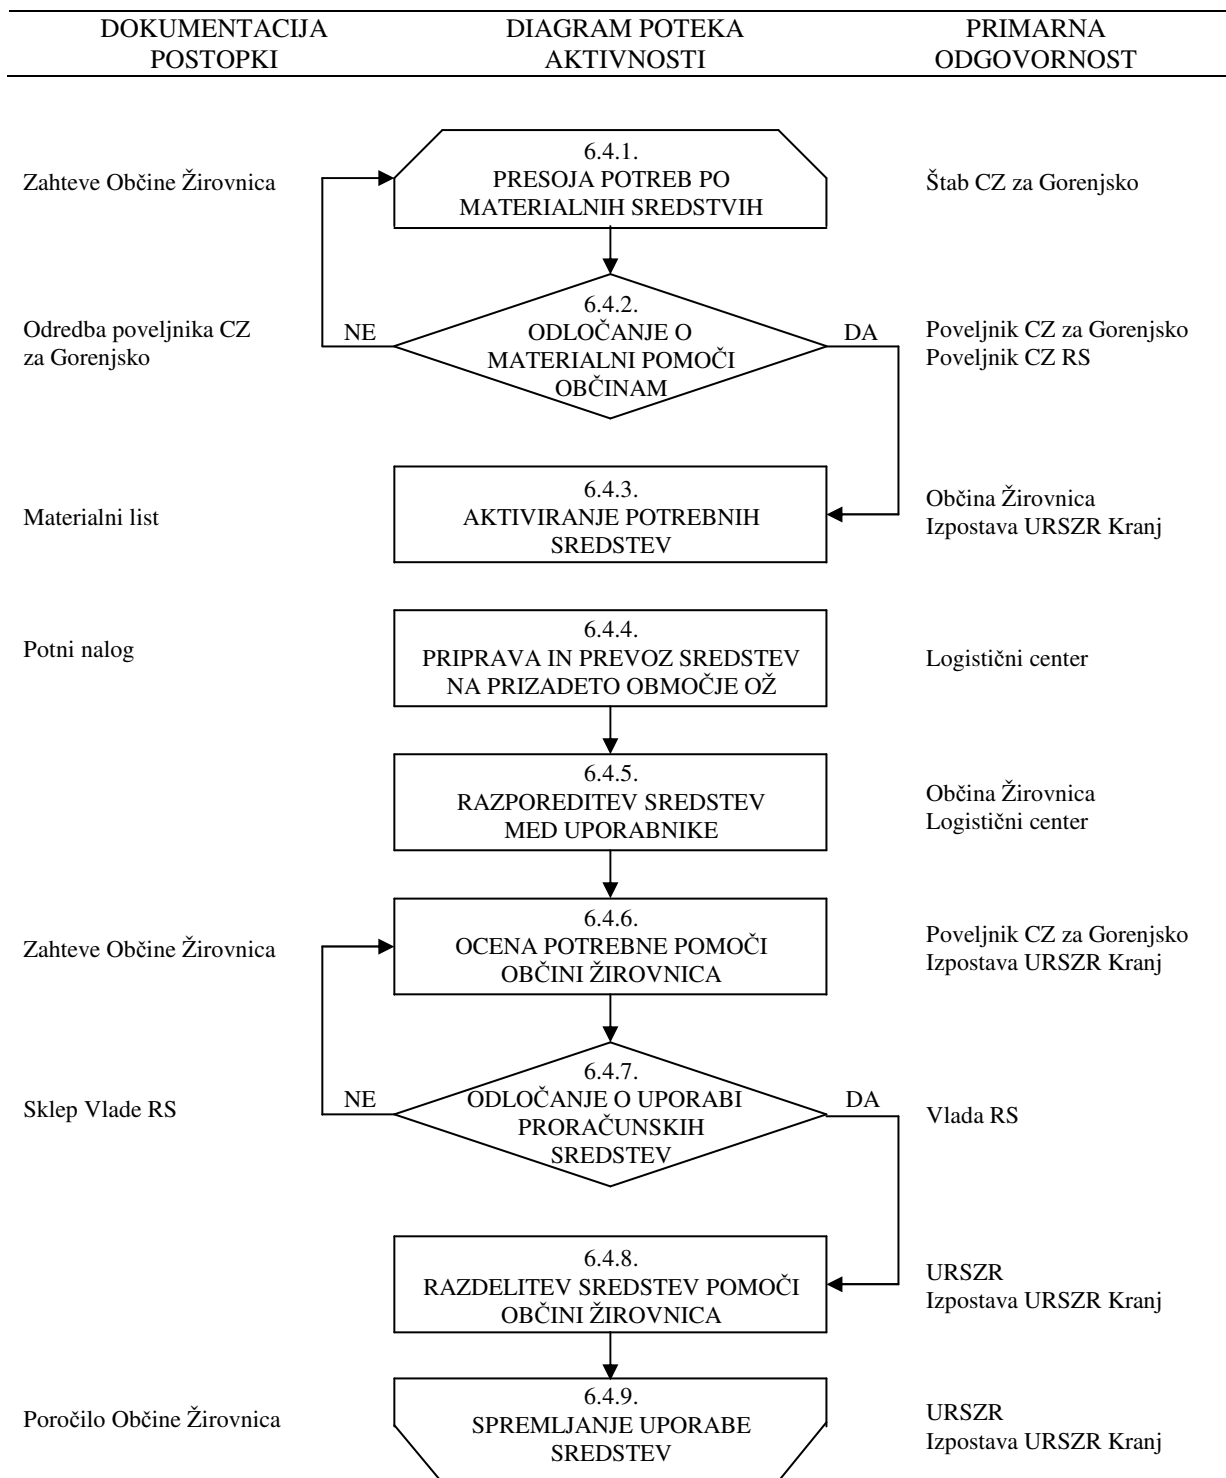 DOKUMENTACIJA
POSTOPKI
DIAGRAM POTEKA
AKTIVNOSTI
PRIMARNA
ODGOVORNOST
Zahteve Občine Žirovnica
6.4.1.
PRESOJA POTREB PO
MATERIALNIH SREDSTVIH
Štab CZ za Gorenjsko
Odredba poveljnika CZ
za Gorenjsko
NE
6.4.2.
ODLOČANJE O
MATERIALNI POMOČI
OBČINAM
DA
Poveljnik CZ za Gorenjsko
Poveljnik CZ RS
Materialni list
6.4.3.
AKTIVIRANJE POTREBNIH
SREDSTEV
Občina Žirovnica
Izpostava URSZR Kranj
Potni nalog
6.4.4.
PRIPRAVA IN PREVOZ SREDSTEV
NA PRIZADETO OBMOČJE OŽ
Logistični center
6.4.5.
RAZPOREDITEV SREDSTEV
MED UPORABNIKE
Občina Žirovnica
Logistični center
Zahteve Občine Žirovnica
6.4.6.
OCENA POTREBNE POMOČI
OBČINI ŽIROVNICA
Poveljnik CZ za Gorenjsko
Izpostava URSZR Kranj
Sklep Vlade RS
NE
6.4.7.
ODLOČANJE O UPORABI
PRORAČUNSKIH
SREDSTEV
DA
Vlada RS
6.4.8.
RAZDELITEV SREDSTEV POMOČI
OBČINI ŽIROVNICA
URSZR
Izpostava URSZR Kranj
Poročilo Občine Žirovnica
6.4.9.
SPREMLJANJE UPORABE
SREDSTEV
URSZR
Izpostava URSZR Kranj